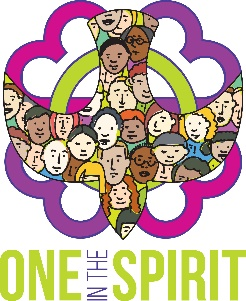 ONE IN THE SPIRIT